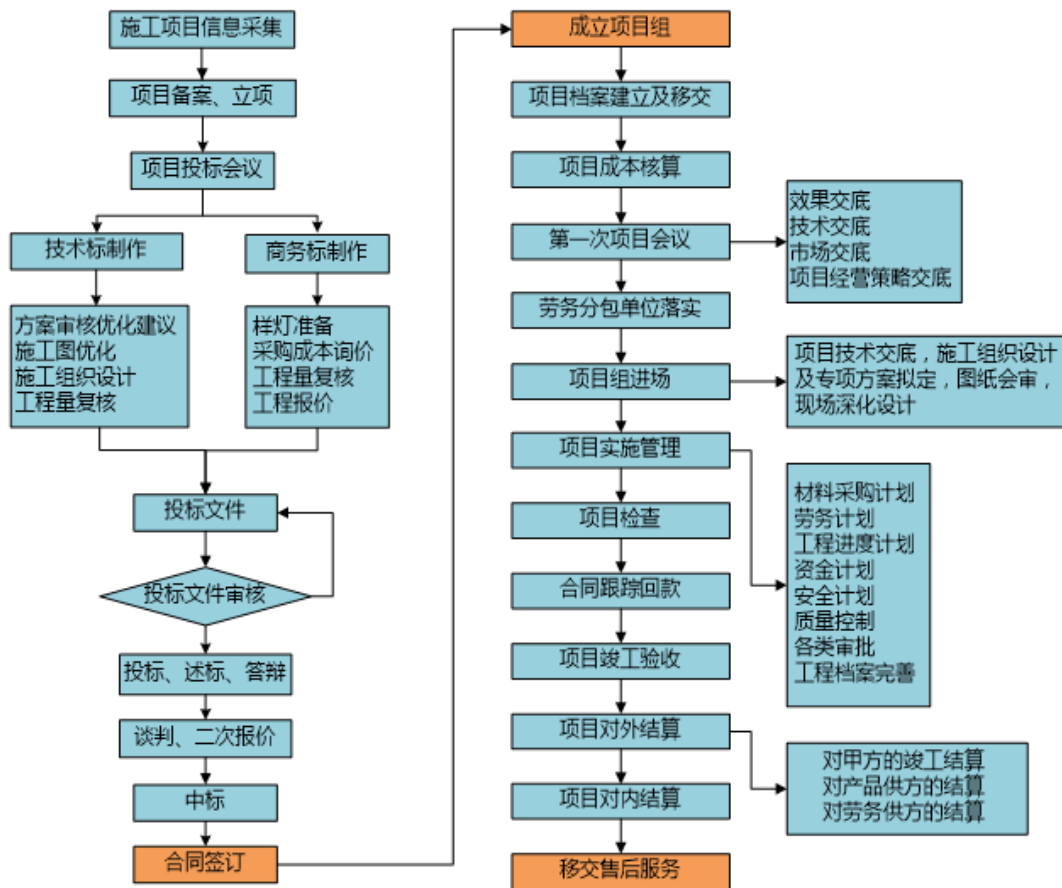 施工项目信息采集
项目备案、立项
项目投标会议
技术标制作
商务标制作
方案审核优化建议
施工图优化
施工组织设计
工程量复核
样灯准备
采购成本询价
工程量复核
工程报价
投标文件
投标文件审核
投标、述标、答辩
谈判、二次报价
中标
合同签订
成立项目组
项目档案建立及移交
项目成本核算
第一次项目会议
效果交底
技术交底
市场交底
项目经营策略交底
劳务分包单位落实
项目组进场
项目技术交底，施工组织设计
及专项方案拟定，图纸会审，
现场深化设计
项目实施管理
材料采购计划
劳务计划
工程进度计划
资金计划
安全计划
质量控制
各类审批
工程档案完善
项目检查
合同跟踪回款
项目竣工验收
项目对外结算
对甲方的竣工结算
对产品供方的结算
对劳务供方的结算
项目对内结算
移交售后服务